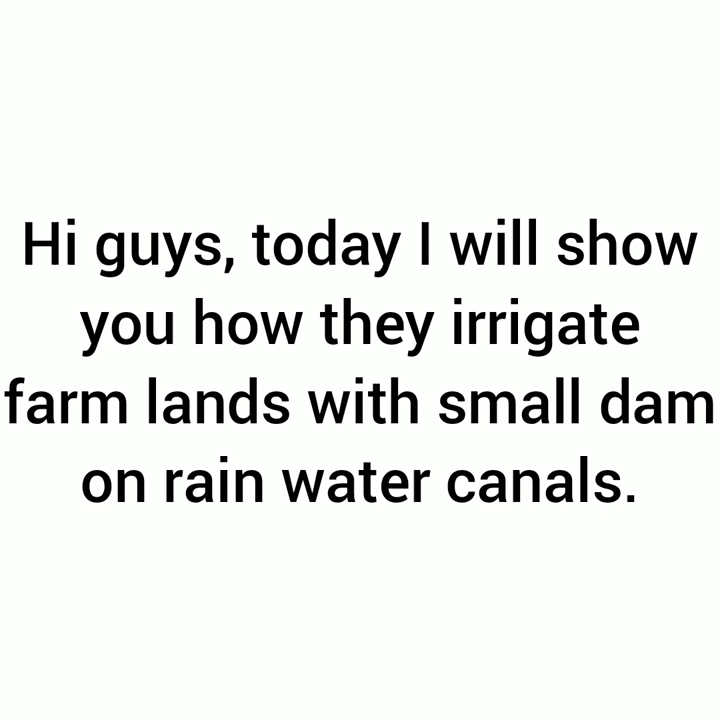 Hi guys, today I will show
you how they irrigate
farm lands with small dam
on rain water canals.